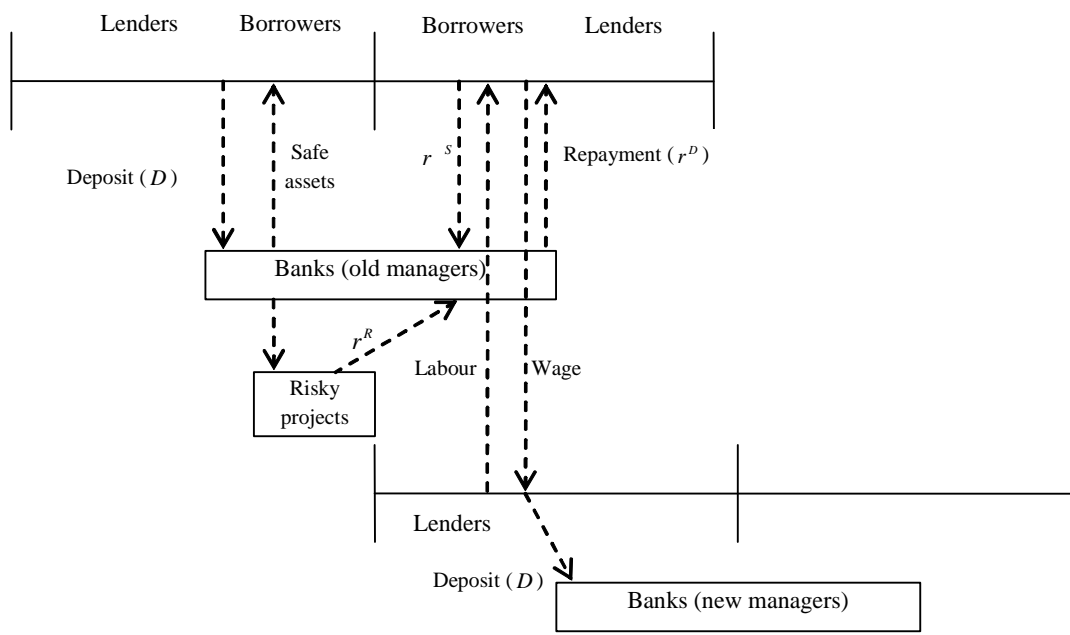 Lenders Borrowers Borrowers Lenders
Deposit (D)
Safe
assets
r S
Repayment (r^D)
Banks (old managers)
r^R
Labour
Wage
Risky
projects
Lenders
Deposit (D)
Banks (new managers)